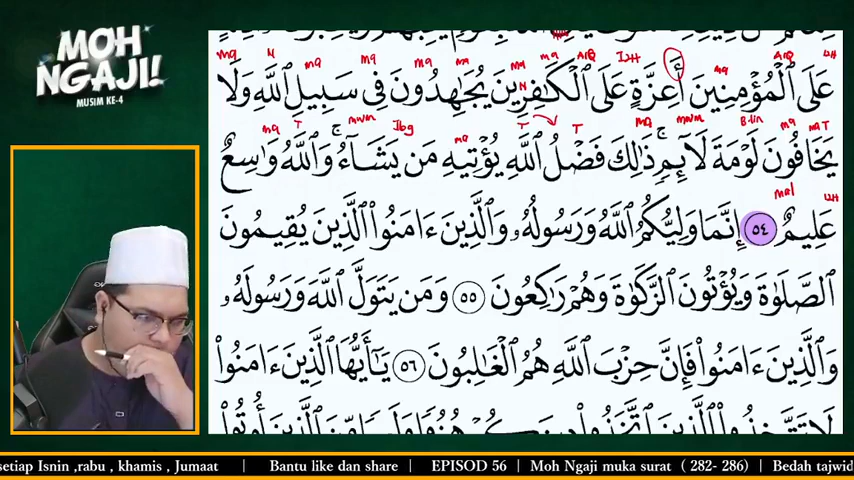 MOH
NGAJI!
MUSIM KE-4
عَلَى ٱلْمُؤْمِنِينَ أَعِزَّةٍ عَلَى ٱلْكَٰفِرِينَ يُجَٰهِدُونَ فِى سَبِيلِ ٱللَّهِ وَلَا
يَخَافُونَ لَوْمَةَ لَآئِمٍ ۚ ذَٰلِكَ فَضْلُ ٱللَّهِ يُؤْتِيهِ مَن يَشَآءُ ۚ وَٱللَّهُ وَٰسِعٌ
عَلِيمٌ ٥٤ إِنَّمَا وَلِيُّكُمُ ٱللَّهُ وَرَسُولُهُۥ وَٱلَّذِينَ ءَامَنُوا۟ ٱلَّذِينَ يُقِيمُونَ
ٱلصَّلَوٰةَ وَيُؤْتُونَ ٱلزَّكَوٰةَ وَهُمْ رَٰكِعُونَ ٥٥ وَمَن يَتَوَلَّ ٱللَّهَ وَرَسُولَهُۥ
وَٱلَّذِينَ ءَامَنُوا۟ فَإِنَّ حِزْبَ ٱللَّهِ هُمُ ٱلْغَٰلِبُونَ ٥٦ يَٰٓأَيُّهَا ٱلَّذِينَ ءَامَنُوا۟
setiap Isnin ,rabu , khamis , Jumaat | Bantu like dan share | EPISOD 56 | Moh Ngaji muka surat ( 282- 286) | Bedah tajwid